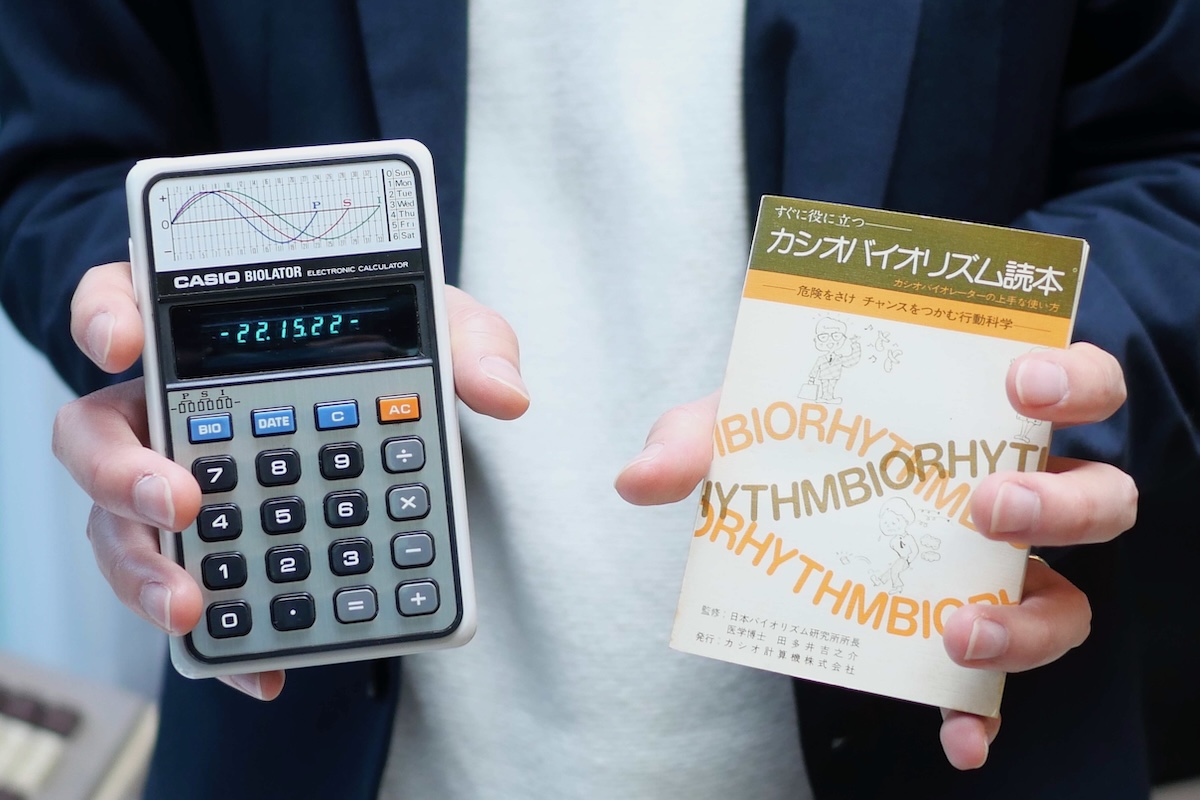 +
0
−
P S I
0 Sun
1 Mon
2 Tue
3 Wed
4 Thu
5 Fri
6 Sat
CASIO BIOLATOR ELECTRONIC CALCULATOR
-22.15.22-
P S I
BIO DATE C AC
7 8 9 ÷
4 5 6 ×
1 2 3 −
0 · = +
すぐに役に立つ
カシオバイオリズム読本
カシオバイオレーターの上手な使い方
危険をさけ チャンスをつかむ行動科学
IBIORHYTHMB
YTHMBIORHYTH
ORHYTHMBIORH
監修:日本バイオリズム研究所所長
医学博士 田多井吉之介
発行:カシオ計算機株式会社